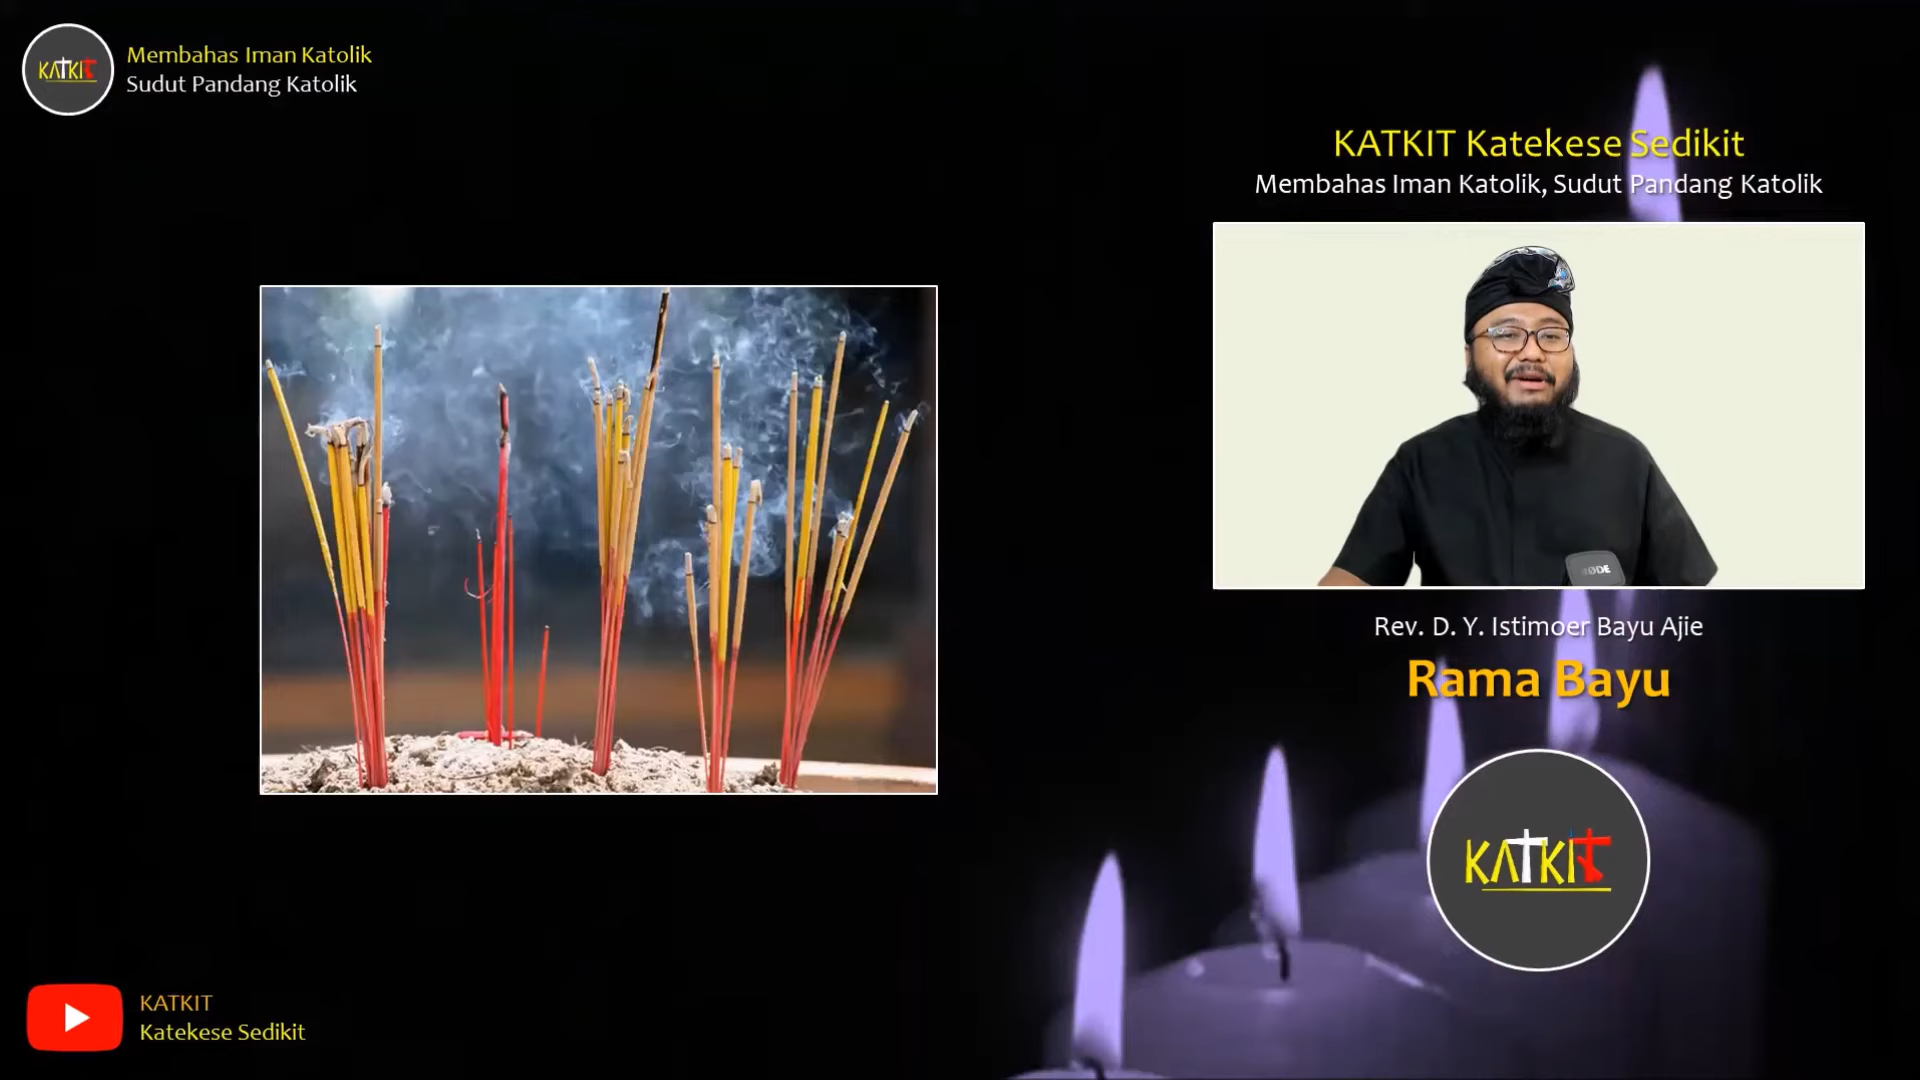 KATKIT
Membahas Iman Katolik
Sudut Pandang Katolik
KATKIT Katekese Sedikit
Membahas Iman Katolik, Sudut Pandang Katolik
RØDE
Rev. D. Y. Istimoer Bayu Ajie
Rama Bayu
KATKIT
KATKIT
Katekese Sedikit